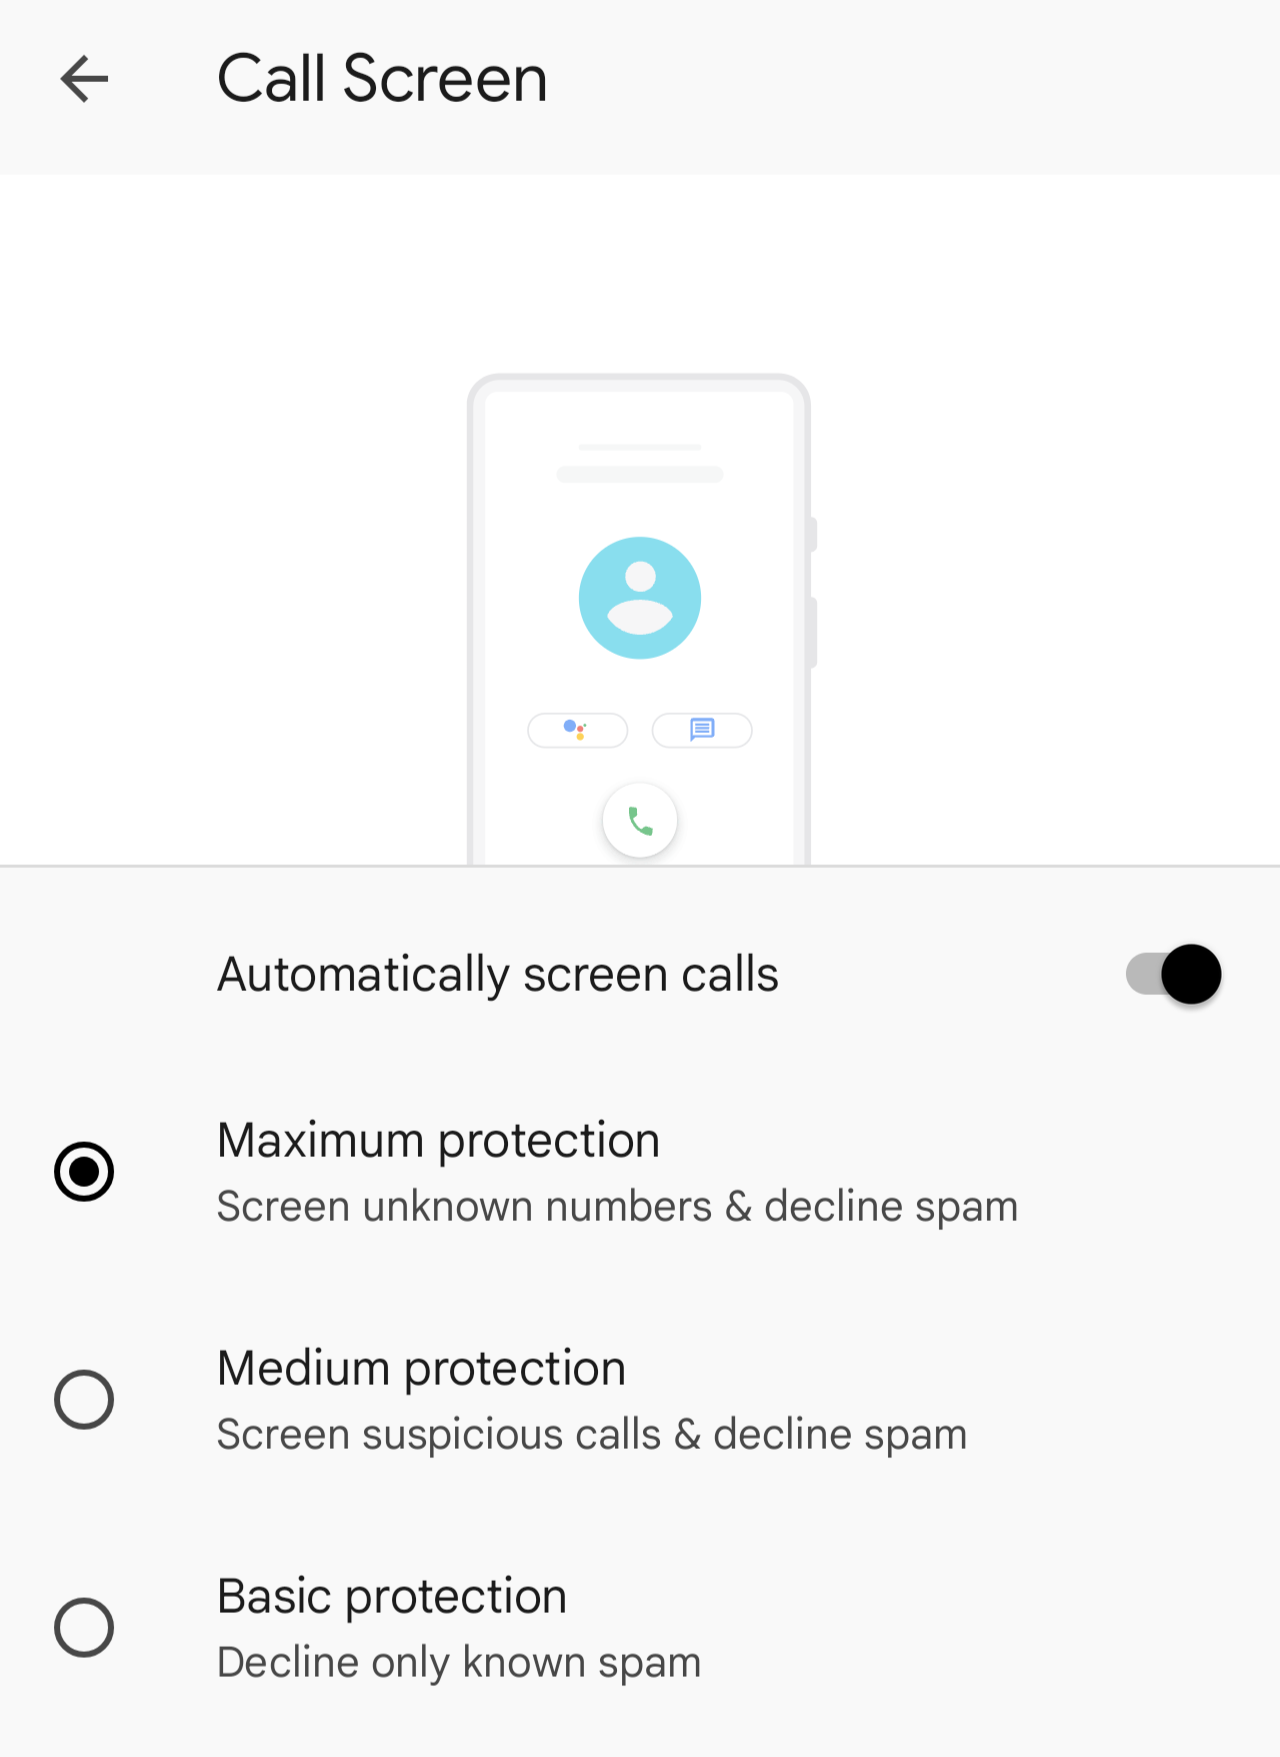 Call Screen
Automatically screen calls
Maximum protection
Screen unknown numbers & decline spam
Medium protection
Screen suspicious calls & decline spam
Basic protection
Decline only known spam